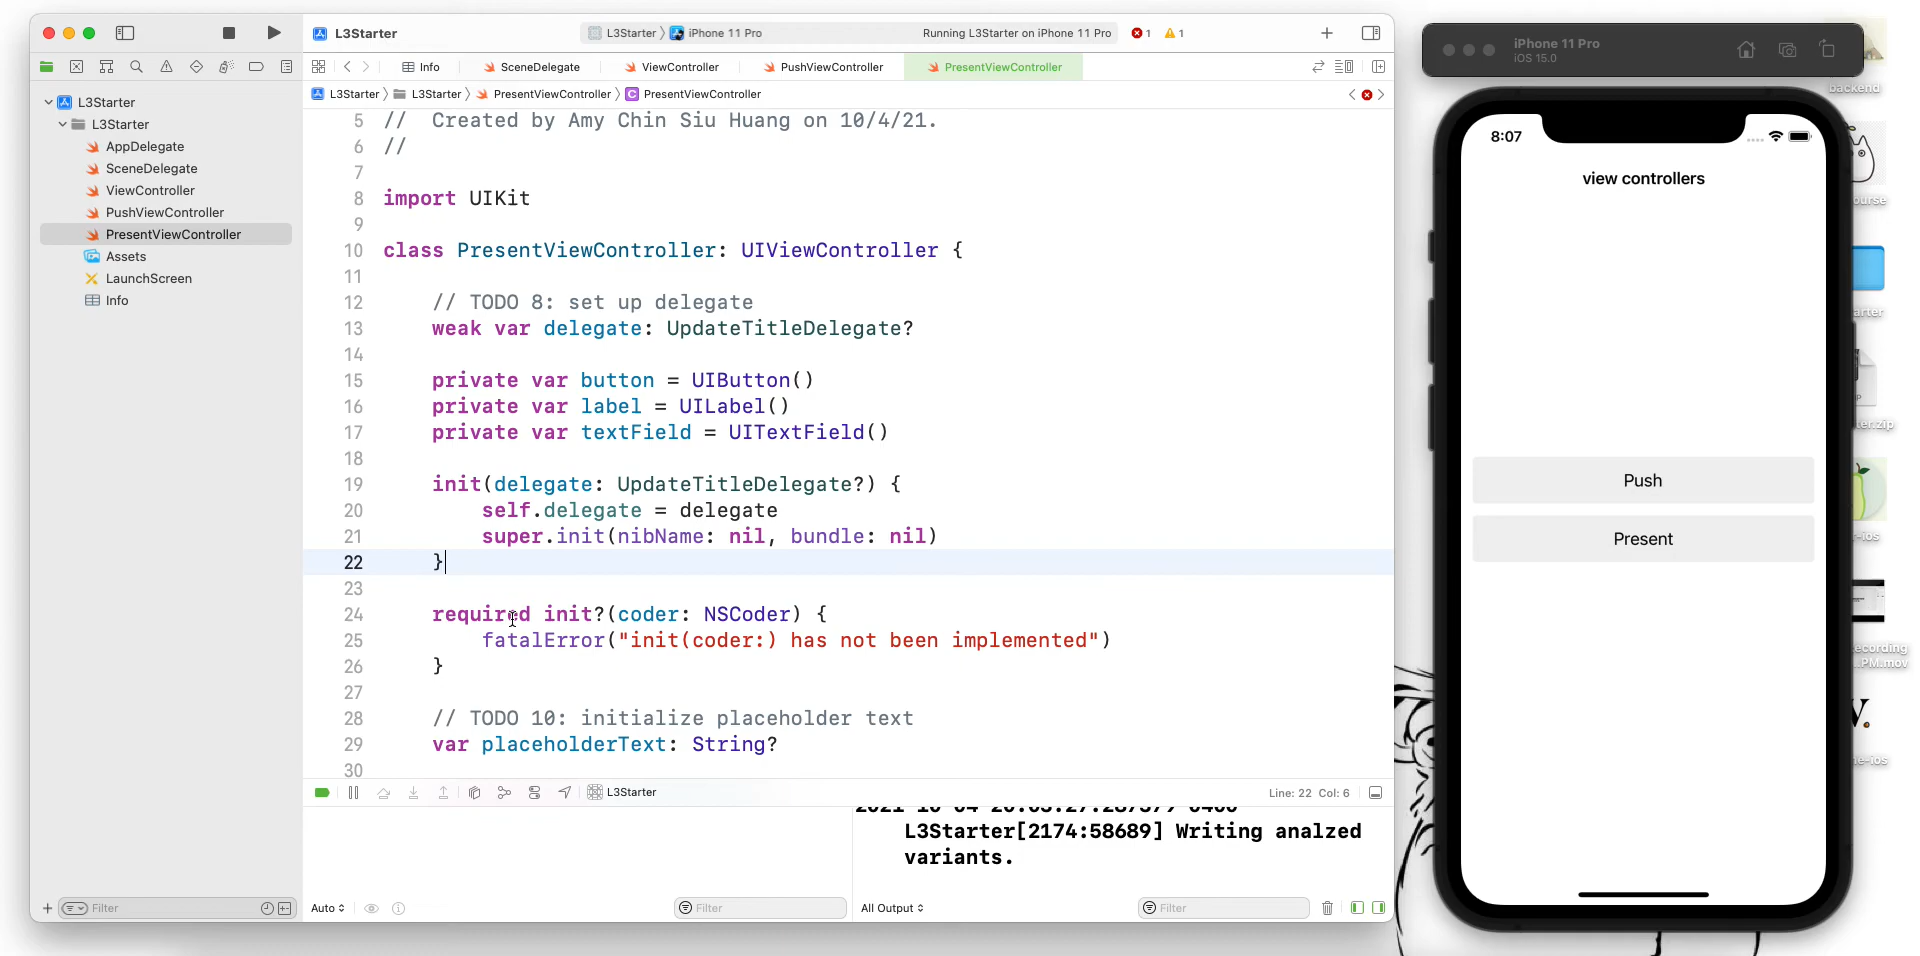 L3Starter
L3Starter
iPhone 11 Pro
Running L3Starter on iPhone 11 Pro
1
1
Info
SceneDelegate
ViewController
PushViewController
PresentViewController
L3Starter
L3Starter
PresentViewController
PresentViewController
L3Starter
L3Starter
AppDelegate
SceneDelegate
ViewController
PushViewController
PresentViewController
Assets
LaunchScreen
Info
Filter
5 //  Created by Amy Chin Siu Huang on 10/4/21.
6 //
7
8 import UIKit
9
10 class PresentViewController: UIViewController {
11
12     // TODO 8: set up delegate
13     weak var delegate: UpdateTitleDelegate?
14
15     private var button = UIButton()
16     private var label = UILabel()
17     private var textField = UITextField()
18
19     init(delegate: UpdateTitleDelegate?) {
20         self.delegate = delegate
21         super.init(nibName: nil, bundle: nil)
22     }
23
24     required init?(coder: NSCoder) {
25         fatalError("init(coder:) has not been implemented")
26     }
27
28     // TODO 10: initialize placeholder text
29     var placeholderText: String?
30
L3Starter
Line: 22 Col: 6
L3Starter[2174:58689] Writing analzed
variants.
Auto
Filter
All Output
Filter
iPhone 11 Pro
iOS 15.0
8:07
view controllers
Push
Present
backend